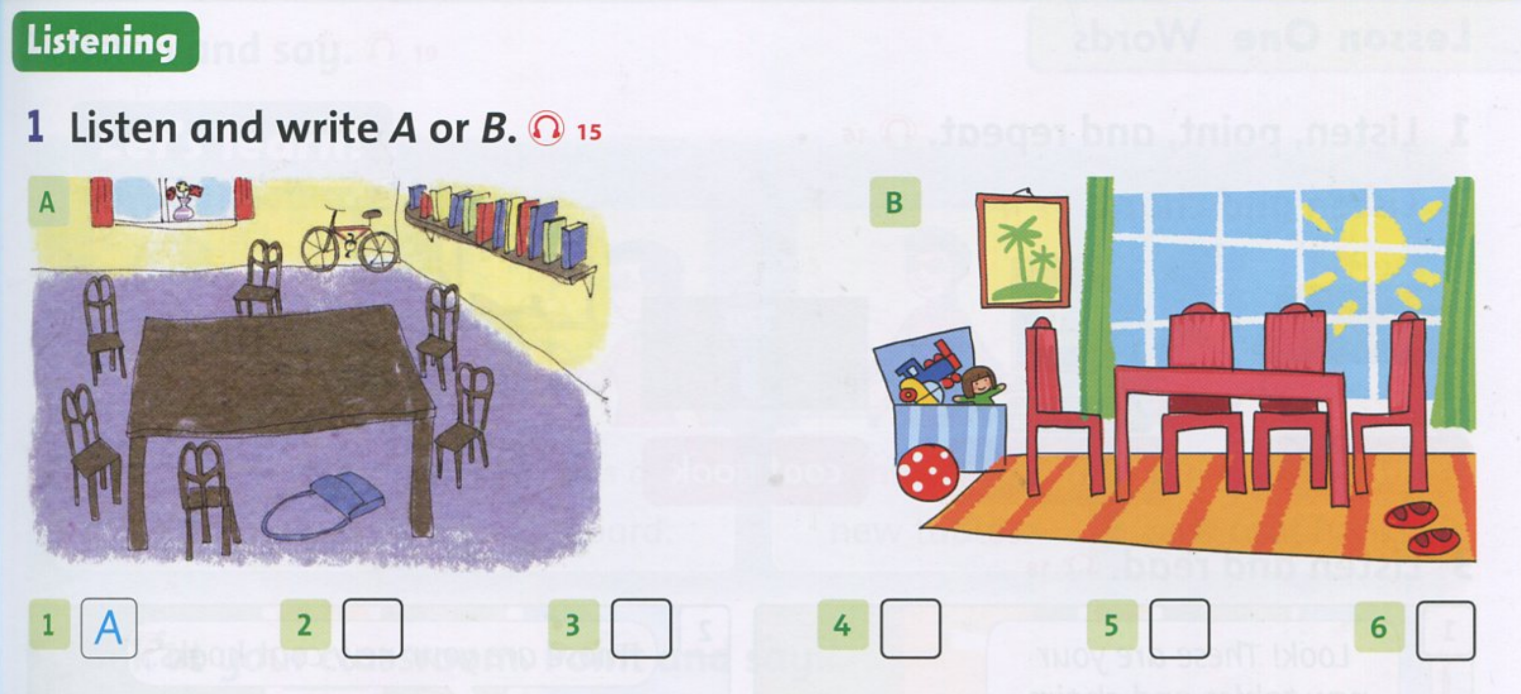 Listening
1 Listen and write A or B. 15
A
B
1 A 2 3 4 5 6